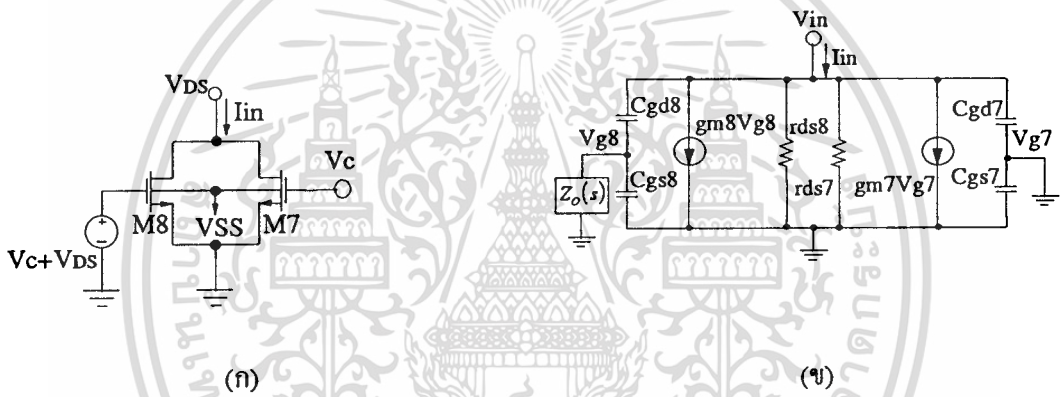 VDS
Iin
Vc
M8
VSS
M7
Vc+VDS
(ก)
Vin
Iin
Cgd8
gm8Vg8
rds8
Cgd7
Vg8
Vg7
Cgs8
Zo(s)
rds7
gm7Vg7
Cgs7
(ข)